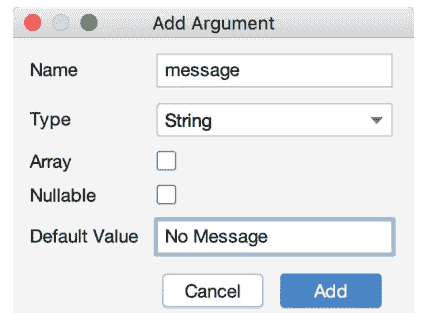 Add Argument
Name message
Type String
Array
Nullable
Default Value No Message
Cancel Add